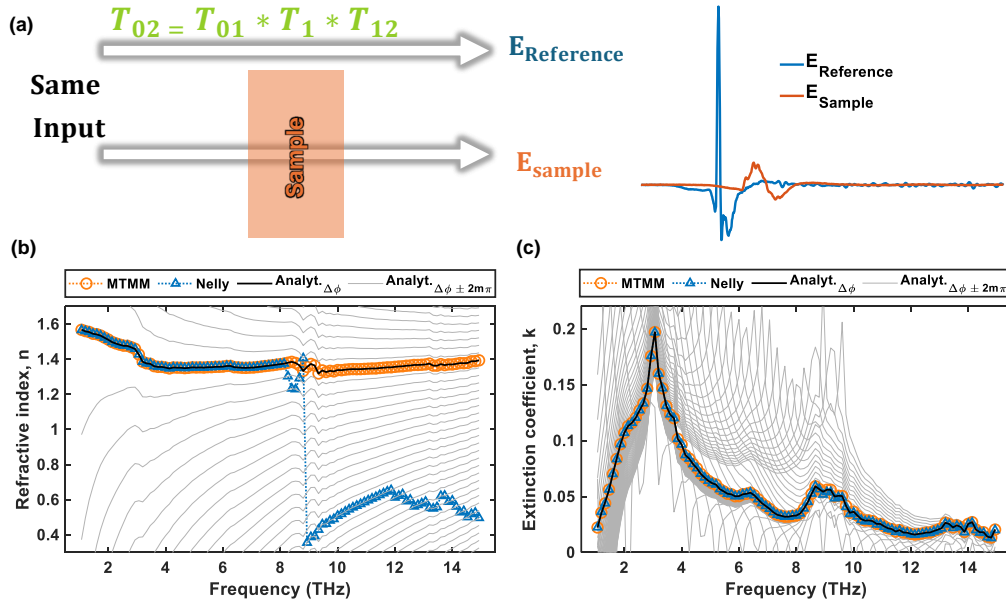 (a)
T02 = T01 * T1 * T12
Same
Input
Sample
EReference
Esample
EReference
ESample
(b)
MTMM Nelly Analyt.Δϕ Analyt.Δϕ ± 2mπ
Refractive index, n
1.6
1.4
1.2
1
0.8
0.6
0.4
2 4 6 8 10 12 14
Frequency (THz)
(c)
MTMM Nelly Analyt.Δϕ Analyt.Δϕ ± 2mπ
Extinction coefficient, k
0.2
0.15
0.1
0.05
0
2 4 6 8 10 12 14
Frequency (THz)